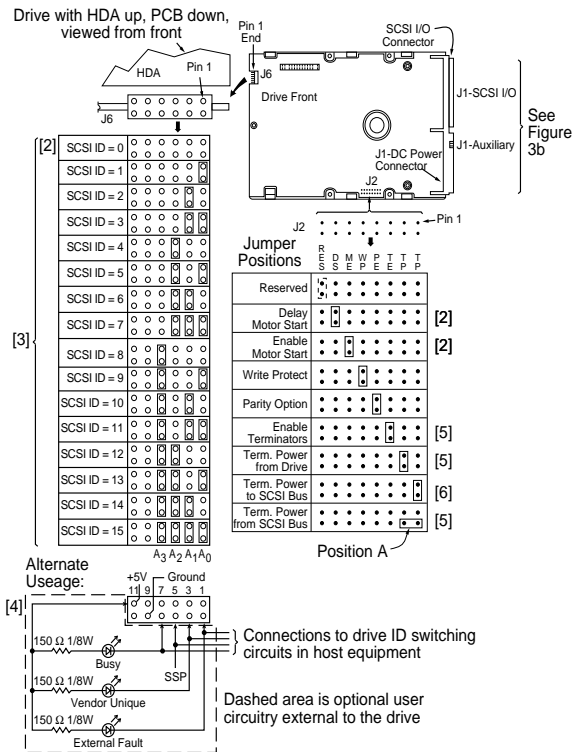 Drive with HDA up, PCB down,
viewed from front
HDA
Pin 1
J6
Pin 1
End
J6
Drive Front
SCSI I/O
Connector
J1-SCSI I/O
J1-Auxiliary
J1-DC Power
Connector
See
Figure
3b
J2
J2
Pin 1
[2]
[3]
SCSI ID = 0
SCSI ID = 1
SCSI ID = 2
SCSI ID = 3
SCSI ID = 4
SCSI ID = 5
SCSI ID = 6
SCSI ID = 7
SCSI ID = 8
SCSI ID = 9
SCSI ID = 10
SCSI ID = 11
SCSI ID = 12
SCSI ID = 13
SCSI ID = 14
SCSI ID = 15
A3 A2 A1 A0
Jumper
Positions
RES DS ME WP PE TE TP TP
Reserved
Delay
Motor Start [2]
Enable
Motor Start [2]
Write Protect
Parity Option
Enable
Terminators [5]
Term. Power
from Drive [5]
Term. Power
to SCSI Bus [6]
Term. Power
from SCSI Bus [5]
Position A
Alternate
Useage:
[4]
+5V Ground
11 9 7 5 3 1
150 Ω 1/8W
Busy
SSP
150 Ω 1/8W
Vendor Unique
150 Ω 1/8W
External Fault
Connections to drive ID switching
circuits in host equipment
Dashed area is optional user
circuitry external to the drive